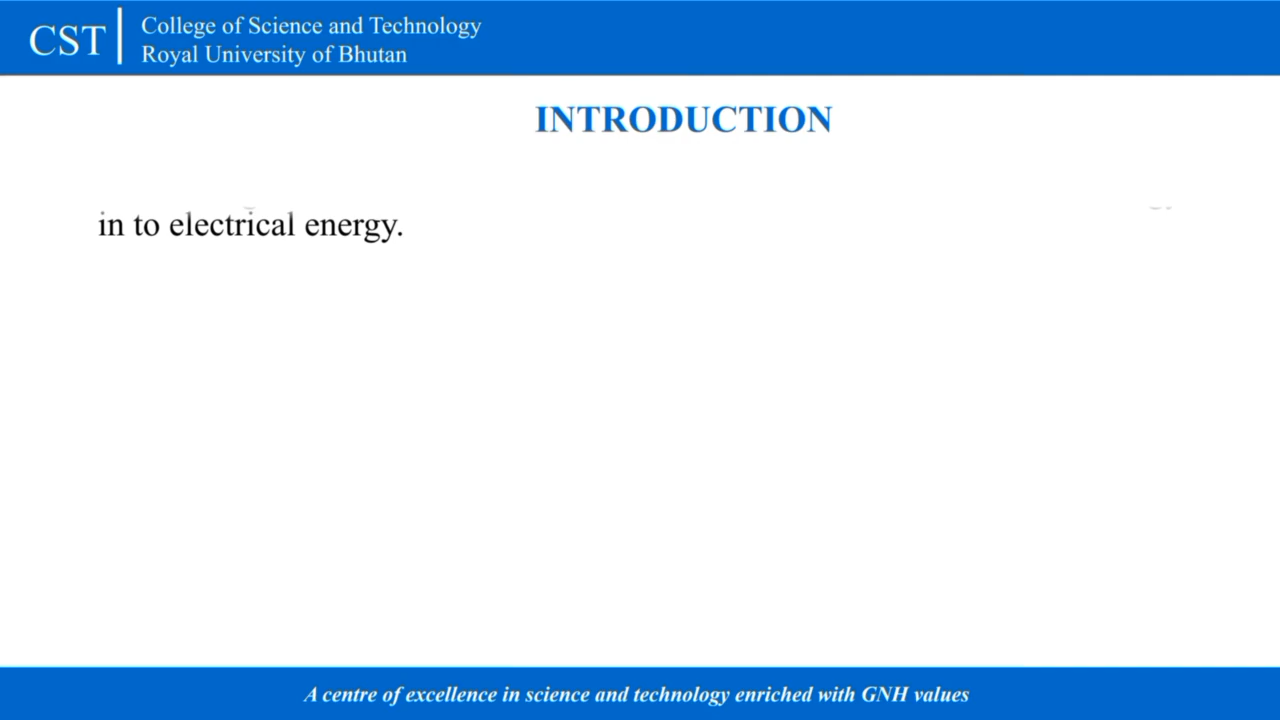 CST
College of Science and Technology
Royal University of Bhutan
INTRODUCTION
in to electrical energy.
A centre of excellence in science and technology enriched with GNH values